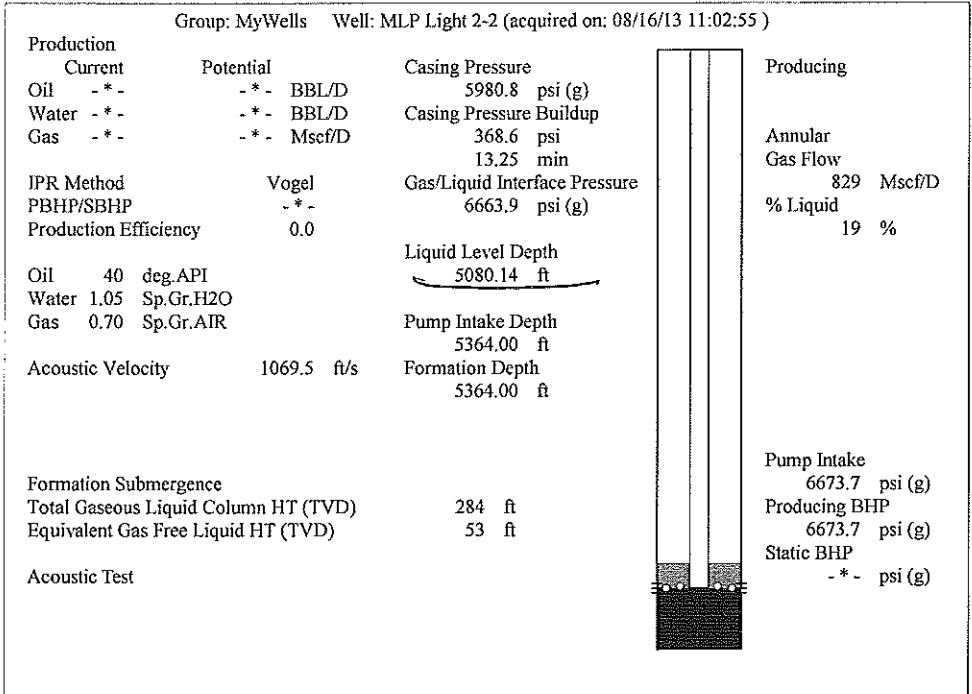 Group: MyWells Well: MLP Light 2-2 (acquired on: 08/16/13 11:02:55 )
Production
Current Potential
Oil - * - - * - BBL/D
Water - * - - * - BBL/D
Gas - * - - * - Mscf/D
IPR Method Vogel
PBHP/SBHP - * -
Production Efficiency 0.0
Oil 40 deg.API
Water 1.05 Sp.Gr.H2O
Gas 0.70 Sp.Gr.AIR
Acoustic Velocity 1069.5 ft/s
Formation Submergence
Total Gaseous Liquid Column HT (TVD) 284 ft
Equivalent Gas Free Liquid HT (TVD) 53 ft
Acoustic Test
Casing Pressure
5980.8 psi (g)
Casing Pressure Buildup
368.6 psi
13.25 min
Gas/Liquid Interface Pressure
6663.9 psi (g)
Liquid Level Depth
5080.14 ft
Pump Intake Depth
5364.00 ft
Formation Depth
5364.00 ft
Producing
Annular
Gas Flow
829 Mscf/D
% Liquid
19 %
Pump Intake
6673.7 psi (g)
Producing BHP
6673.7 psi (g)
Static BHP
- * - psi (g)